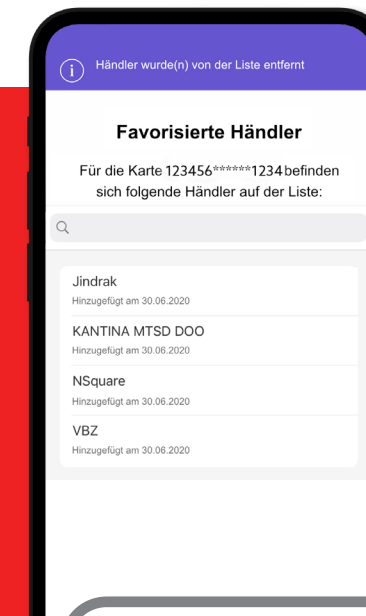 Händler wurde(n) von der Liste entfernt
Favorisierte Händler
Für die Karte 123456******1234 befinden
sich folgende Händler auf der Liste:
Jindrak
Hinzugefügt am 30.06.2020
KANTINA MTSD DOO
Hinzugefügt am 30.06.2020
NSquare
Hinzugefügt am 30.06.2020
VBZ
Hinzugefügt am 30.06.2020